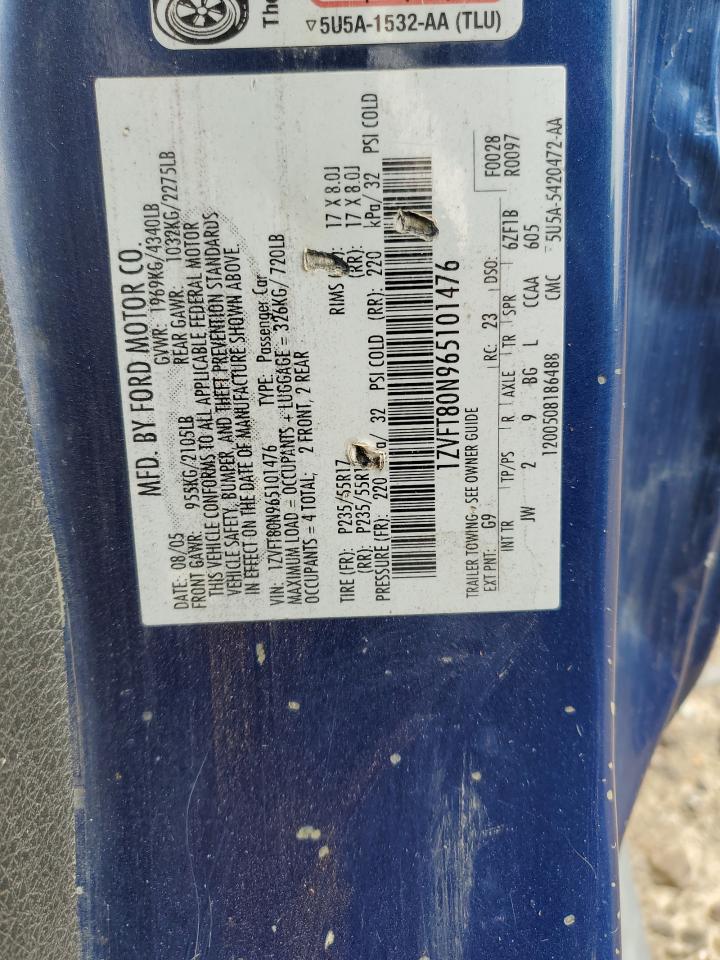 The
▽5U5A-1532-AA (TLU)
MFD. BY FORD MOTOR CO.
DATE: 08/05 GVWR: 1969KG/4340LB
FRONT GAWR: 953KG/2105LB REAR GAWR: 1032KG/2275LB
THIS VEHICLE CONFORMS TO ALL APPLICABLE FEDERAL MOTOR
VEHICLE SAFETY, BUMPER, AND THEFT PREVENTION STANDARDS
IN EFFECT ON THE DATE OF MANUFACTURE SHOWN ABOVE.
VIN: 1ZVFT80N965101476 TYPE: Passenger Car
MAXIMUM LOAD = OCCUPANTS + LUGGAGE = 326KG/ 720LB
OCCUPANTS = 4 TOTAL; 2 FRONT, 2 REAR
TIRE (FR): P235/55R17 RIMS 17 X 8.0J
(RR): P235/55R17 (RR): 17 X 8.0J
PRESSURE (FR): 220 / 32 PSI COLD (RR): 220 kPa/ 32 PSI COLD
1ZVFT80N965101476
TRAILER TOWING - SEE OWNER GUIDE F0028
EXT PNT: G9 RC: 23 DSO: R0097
INT TR TP/PS R AXLE TR SPR 6ZF1B
JW 2 9 BG L CCAA 605
12005081B6488 CMC 5U5A-5420472-AA